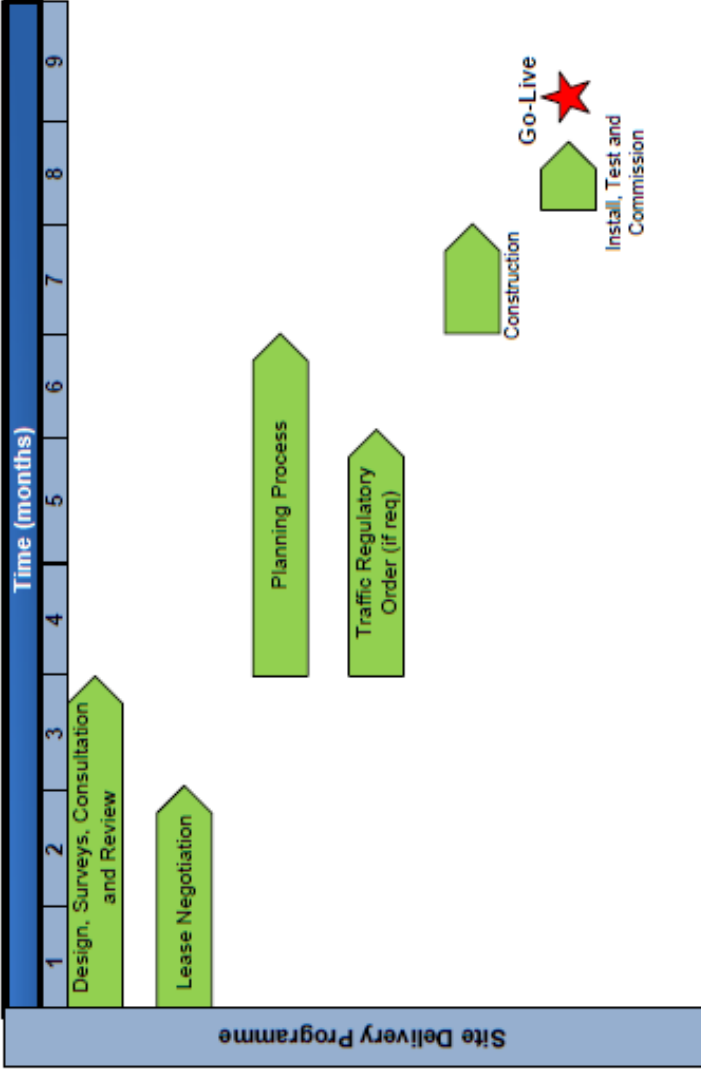 Time (months)
1 2 3 4 5 6 7 8 9
Site Delivery Programme
Design, Surveys, Consultation
and Review
Lease Negotiation
Planning Process
Traffic Regulatory
Order (if req)
Construction
Go-Live
Install, Test and
Commission